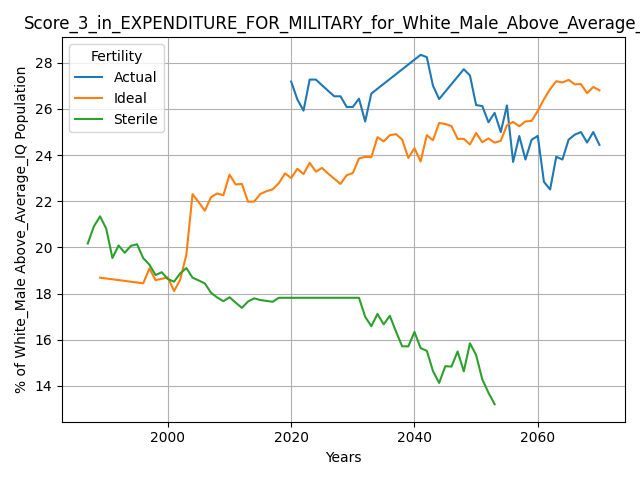 Score_3_in_EXPENDITURE_FOR_MILITARY_for_White_Male_Above_Average_
Fertility
Actual
Ideal
Sterile
% of White_Male Above_Average_IQ Population
28
26
24
22
20
18
16
14
2000
2020
2040
2060
Years